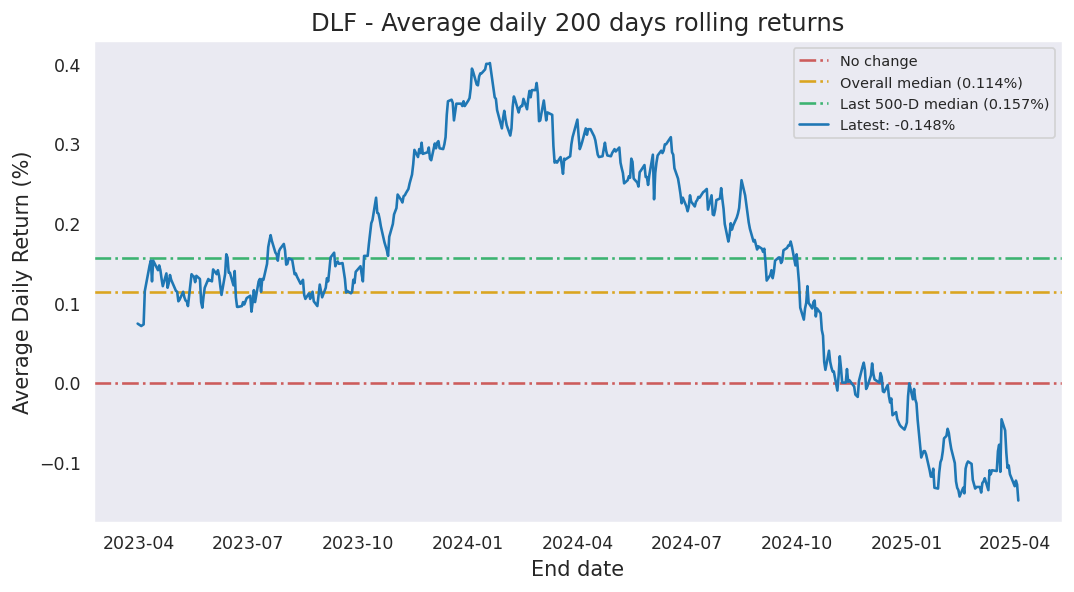 DLF - Average daily 200 days rolling returns
No change
Overall median (0.114%)
Last 500-D median (0.157%)
Latest: -0.148%
Average Daily Return (%)
0.4
0.3
0.2
0.1
0.0
−0.1
2023-04 2023-07 2023-10 2024-01 2024-04 2024-07 2024-10 2025-01 2025-04
End date